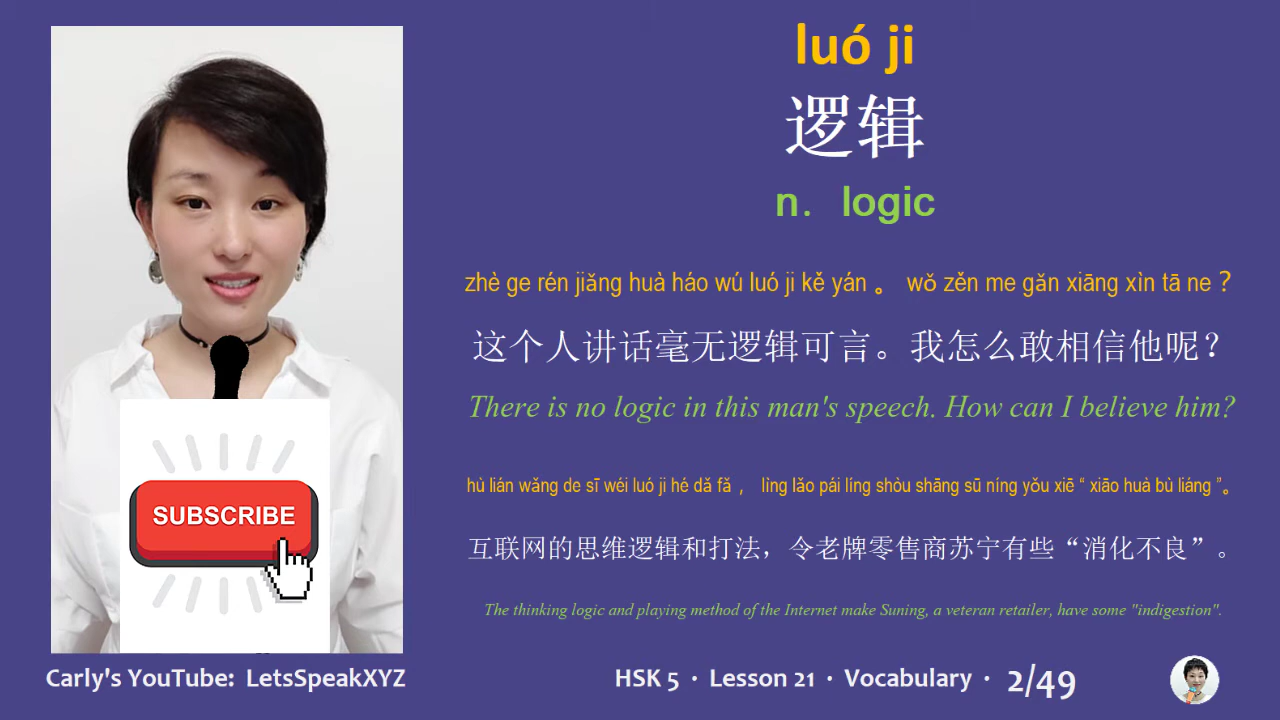 luó ji
逻辑
n. logic
zhè ge rén jiǎng huà háo wú luó ji kě yán 。 wǒ zěn me gǎn xiāng xìn tā ne ?
这个人讲话毫无逻辑可言。我怎么敢相信他呢?
There is no logic in this man's speech. How can I believe him?
hù lián wǎng de sī wéi luó ji hé dǎ fǎ , lìng lǎo pái líng shòu shāng sū níng yǒu xiē “ xiāo huà bù liáng ”。
互联网的思维逻辑和打法，令老牌零售商苏宁有些“消化不良”。
The thinking logic and playing method of the Internet make Suning, a veteran retailer, have some "indigestion".
SUBSCRIBE
Carly's YouTube: LetsSpeakXYZ
HSK 5 · Lesson 21 · Vocabulary · 2/49